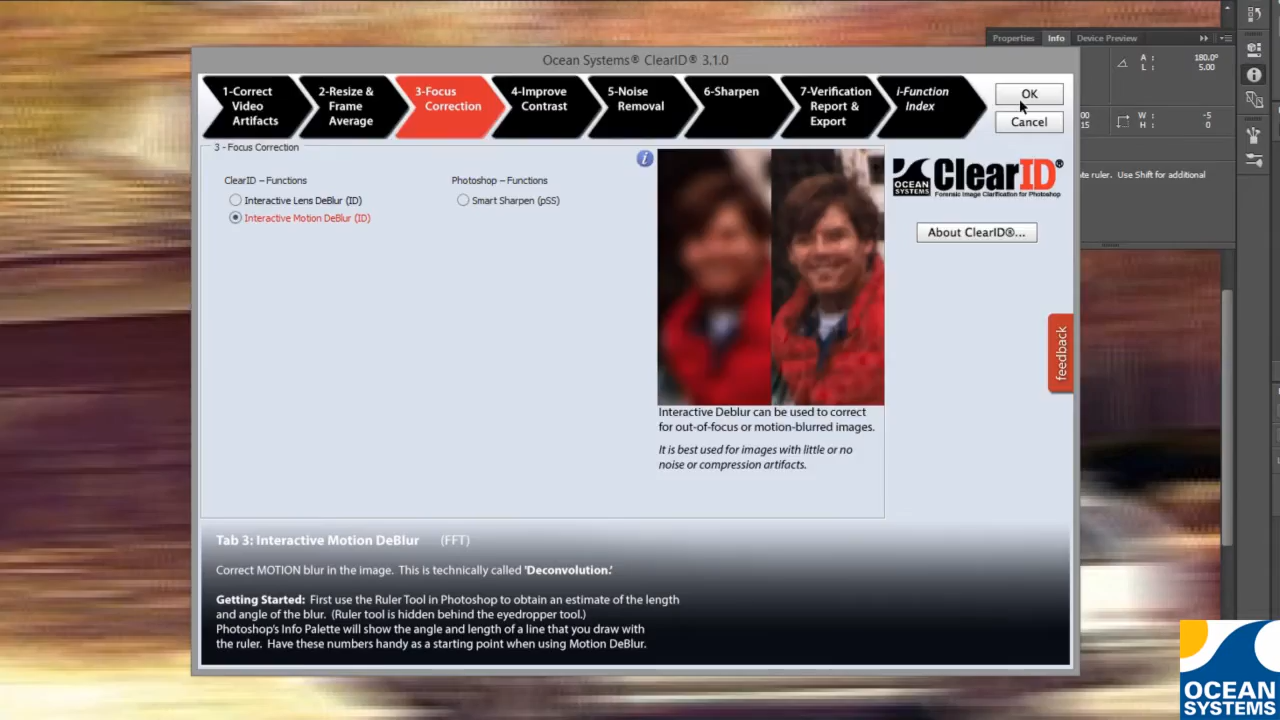 Properties Info Device Preview
A : 180.0°
L : 5.00
00
15
W : -5
H : 0
te ruler. Use Shift for additional
Ocean Systems® ClearID® 3,1.0
1-Correct Video Artifacts
2-Resize & Frame Average
3-Focus Correction
4-Improve Contrast
5-Noise Removal
6-Sharpen
7-Verification Report & Export
i-Function Index
OK
Cancel
3 - Focus Correction
ClearID – Functions
Interactive Lens DeBlur (ID)
Interactive Motion DeBlur (ID)
Photoshop – Functions
Smart Sharpen (pSS)
i
Interactive Deblur can be used to correct
for out-of-focus or motion-blurred images.
It is best used for images with little or no
noise or compression artifacts.
OCEAN SYSTEMS ClearID®
Forensic Image Clarification for Photoshop
About ClearID®...
feedback
Tab 3: Interactive Motion DeBlur (FFT)
Correct MOTION blur in the image. This is technically called 'Deconvolution.'
Getting Started: First use the Ruler Tool in Photoshop to obtain an estimate of the length
and angle of the blur. (Ruler tool is hidden behind the eyedropper tool.)
Photoshop's Info Palette will show the angle and length of a line that you draw with
the ruler. Have these numbers handy as a starting point when using Motion DeBlur.
OCEAN
SYSTEMS